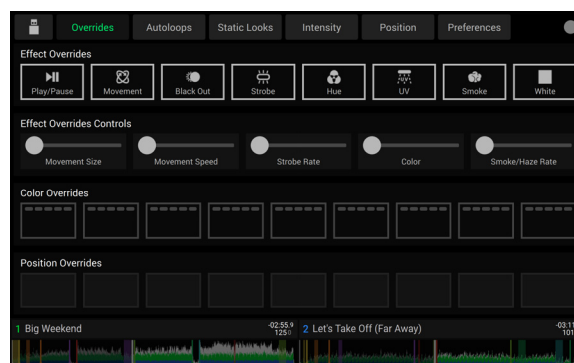 Overrides Autoloops Static Looks Intensity Position Preferences
Effect Overrides
Play/Pause Movement Black Out Strobe Hue UV Smoke White
Effect Overrides Controls
Movement Size Movement Speed Strobe Rate Color Smoke/Haze Rate
Color Overrides
Position Overrides
1 Big Weekend -02:55.9 2 Let's Take Off (Far Away) -03:11
125 101